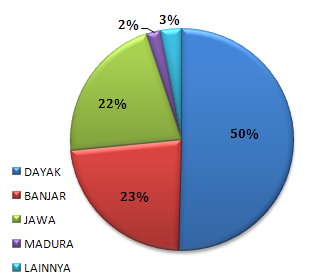 2%
3%
22%
50%
23%
DAYAK
BANJAR
JAWA
MADURA
LAINNYA